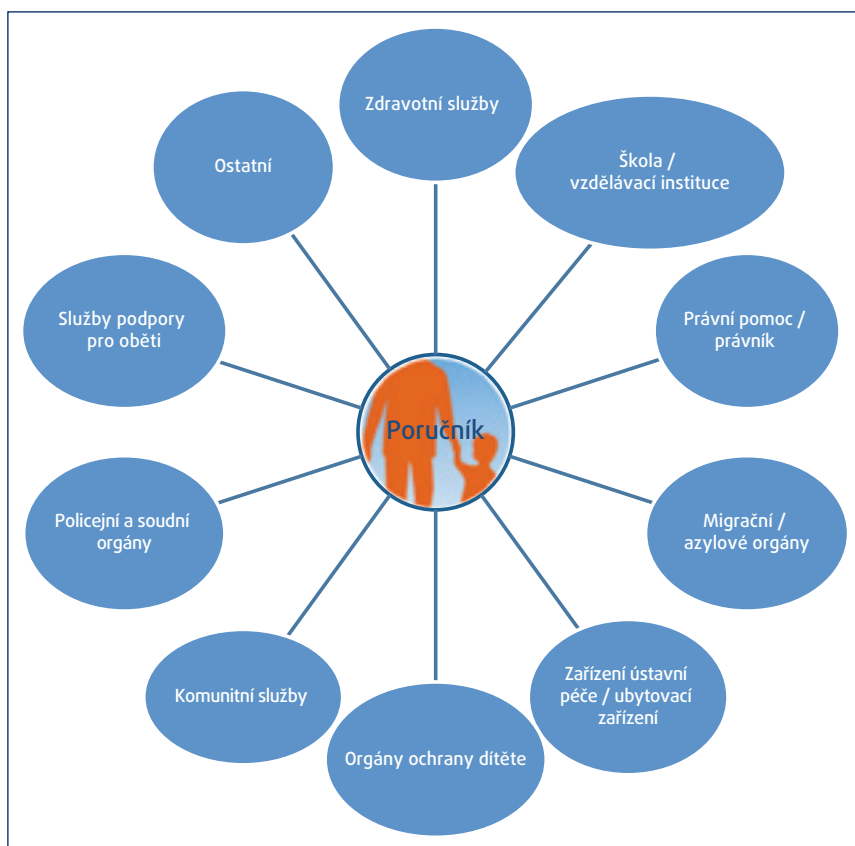 Zdravotní služby
Škola /
vzdělávací instituce
Právní pomoc /
právník
Migrační /
azylové orgány
Zařízení ústavní
péče / ubytovací
zařízení
Orgány ochrany dítěte
Komunitní služby
Policejní a soudní
orgány
Služby podpory
pro oběti
Ostatní
Poručník